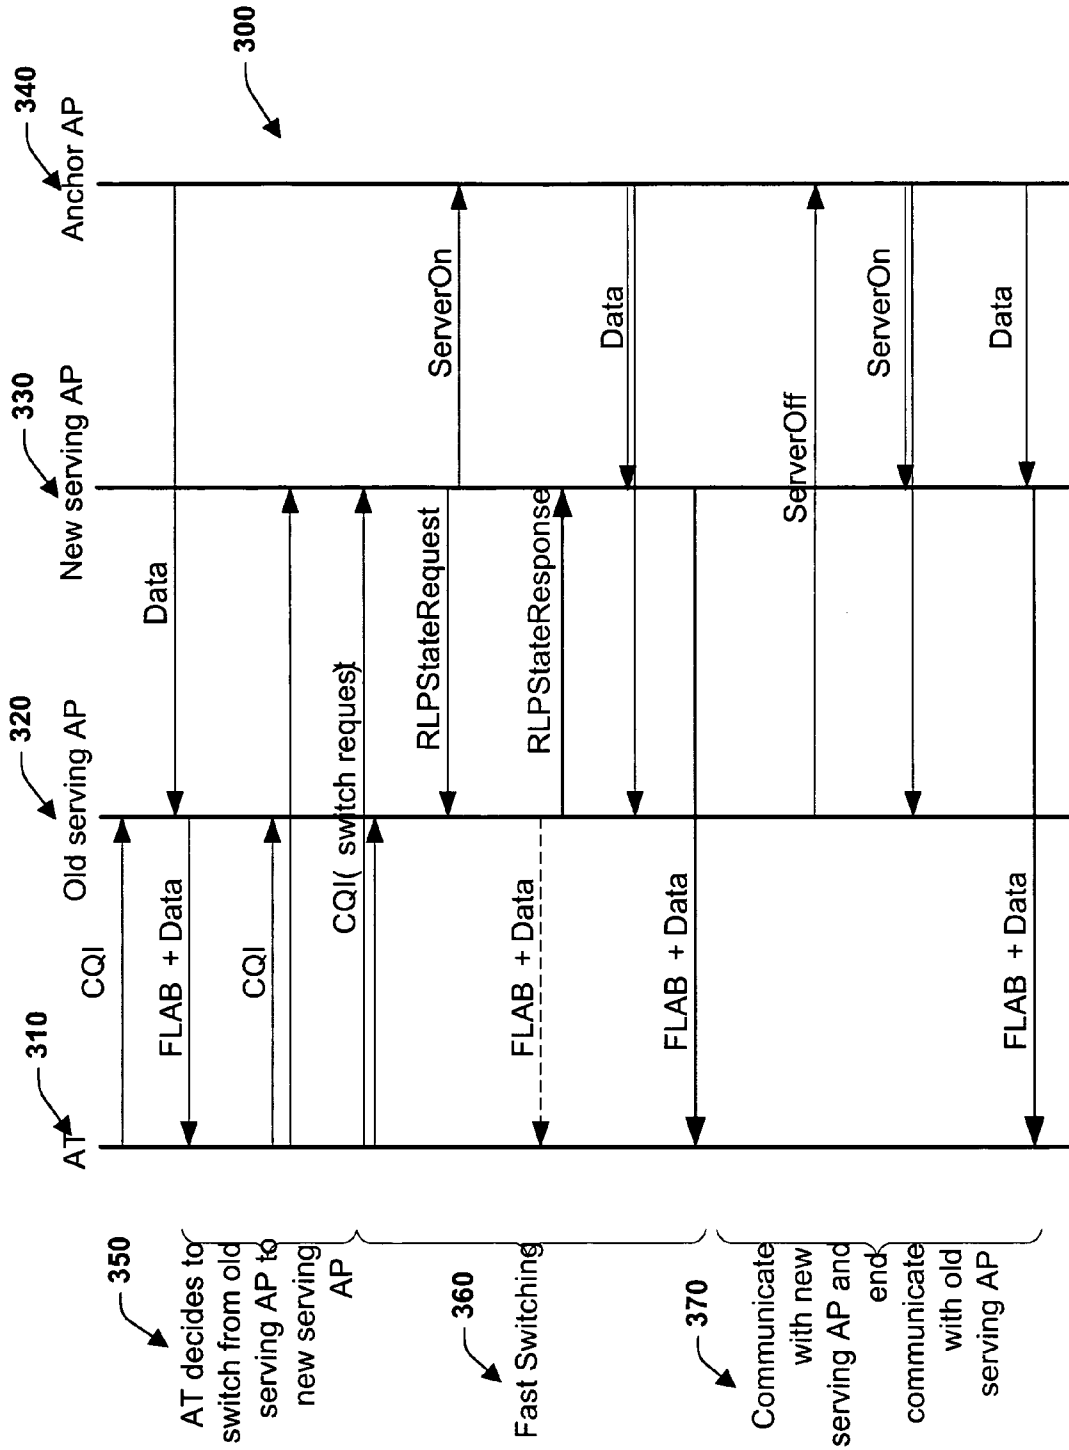 300
310
AT
320
Old serving AP
330
New serving AP
340
Anchor AP
350
AT decides to
switch from old
serving AP to
new serving
AP
CQI
Data
FLAB + Data
CQI
360
Fast Switching
CQI( switch request)
RLPStateRequest
ServerOn
FLAB + Data
RLPStateResponse
Data
FLAB + Data
370
Communicate
with new
serving AP and
end
communicate
with old
serving AP
ServerOff
ServerOn
Data
FLAB + Data